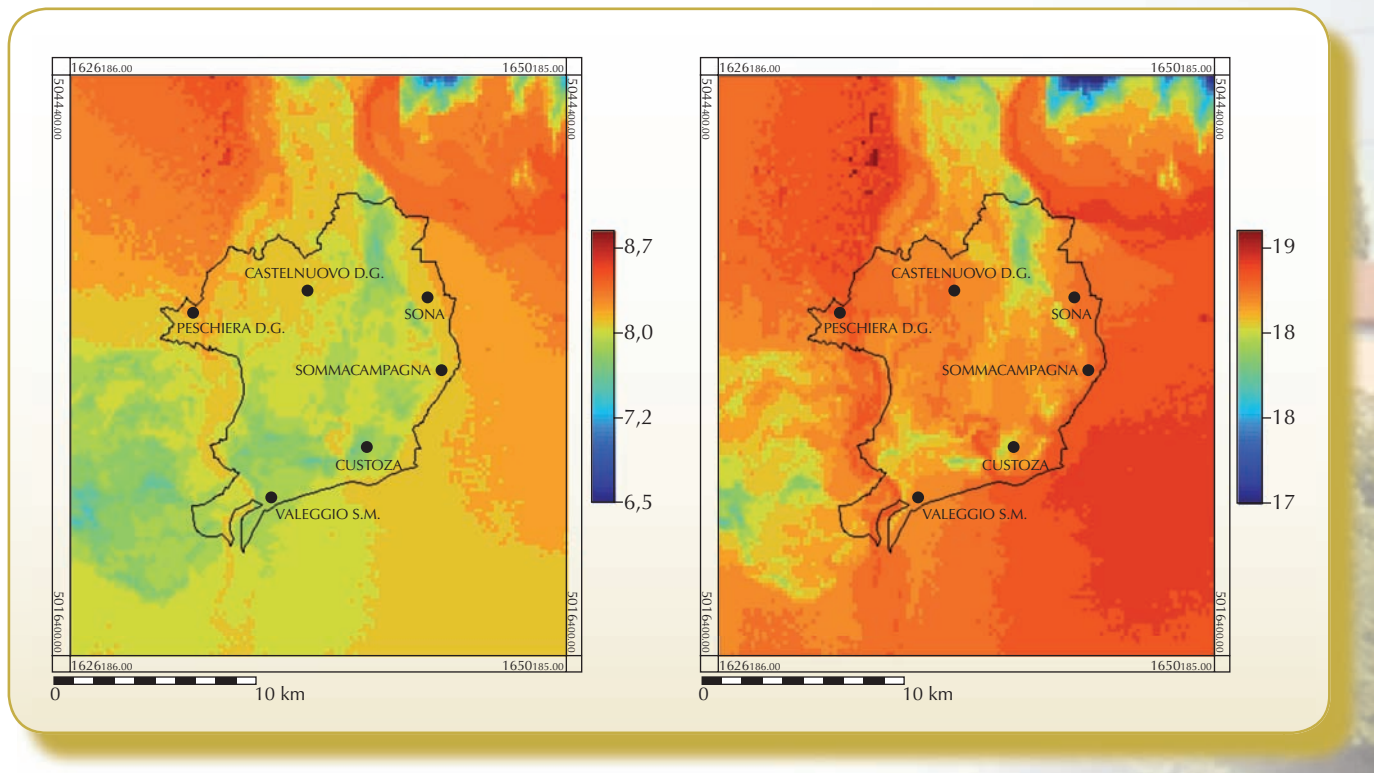 1626186.00 1650185.00
5044400.00
5044400.00
CASTELNUOVO D.G.
SONA
PESCHIERA D.G.
SOMMACAMPAGNA
CUSTOZA
VALEGGIO S.M.
5016400.00
5016400.00
1626186.00 1650185.00
0 10 km
8,7
8,0
7,2
6,5
1626186.00 1650185.00
5044400.00
5044400.00
CASTELNUOVO D.G.
SONA
PESCHIERA D.G.
SOMMACAMPAGNA
CUSTOZA
VALEGGIO S.M.
5016400.00
5016400.00
1626186.00 1650185.00
0 10 km
19
18
18
17